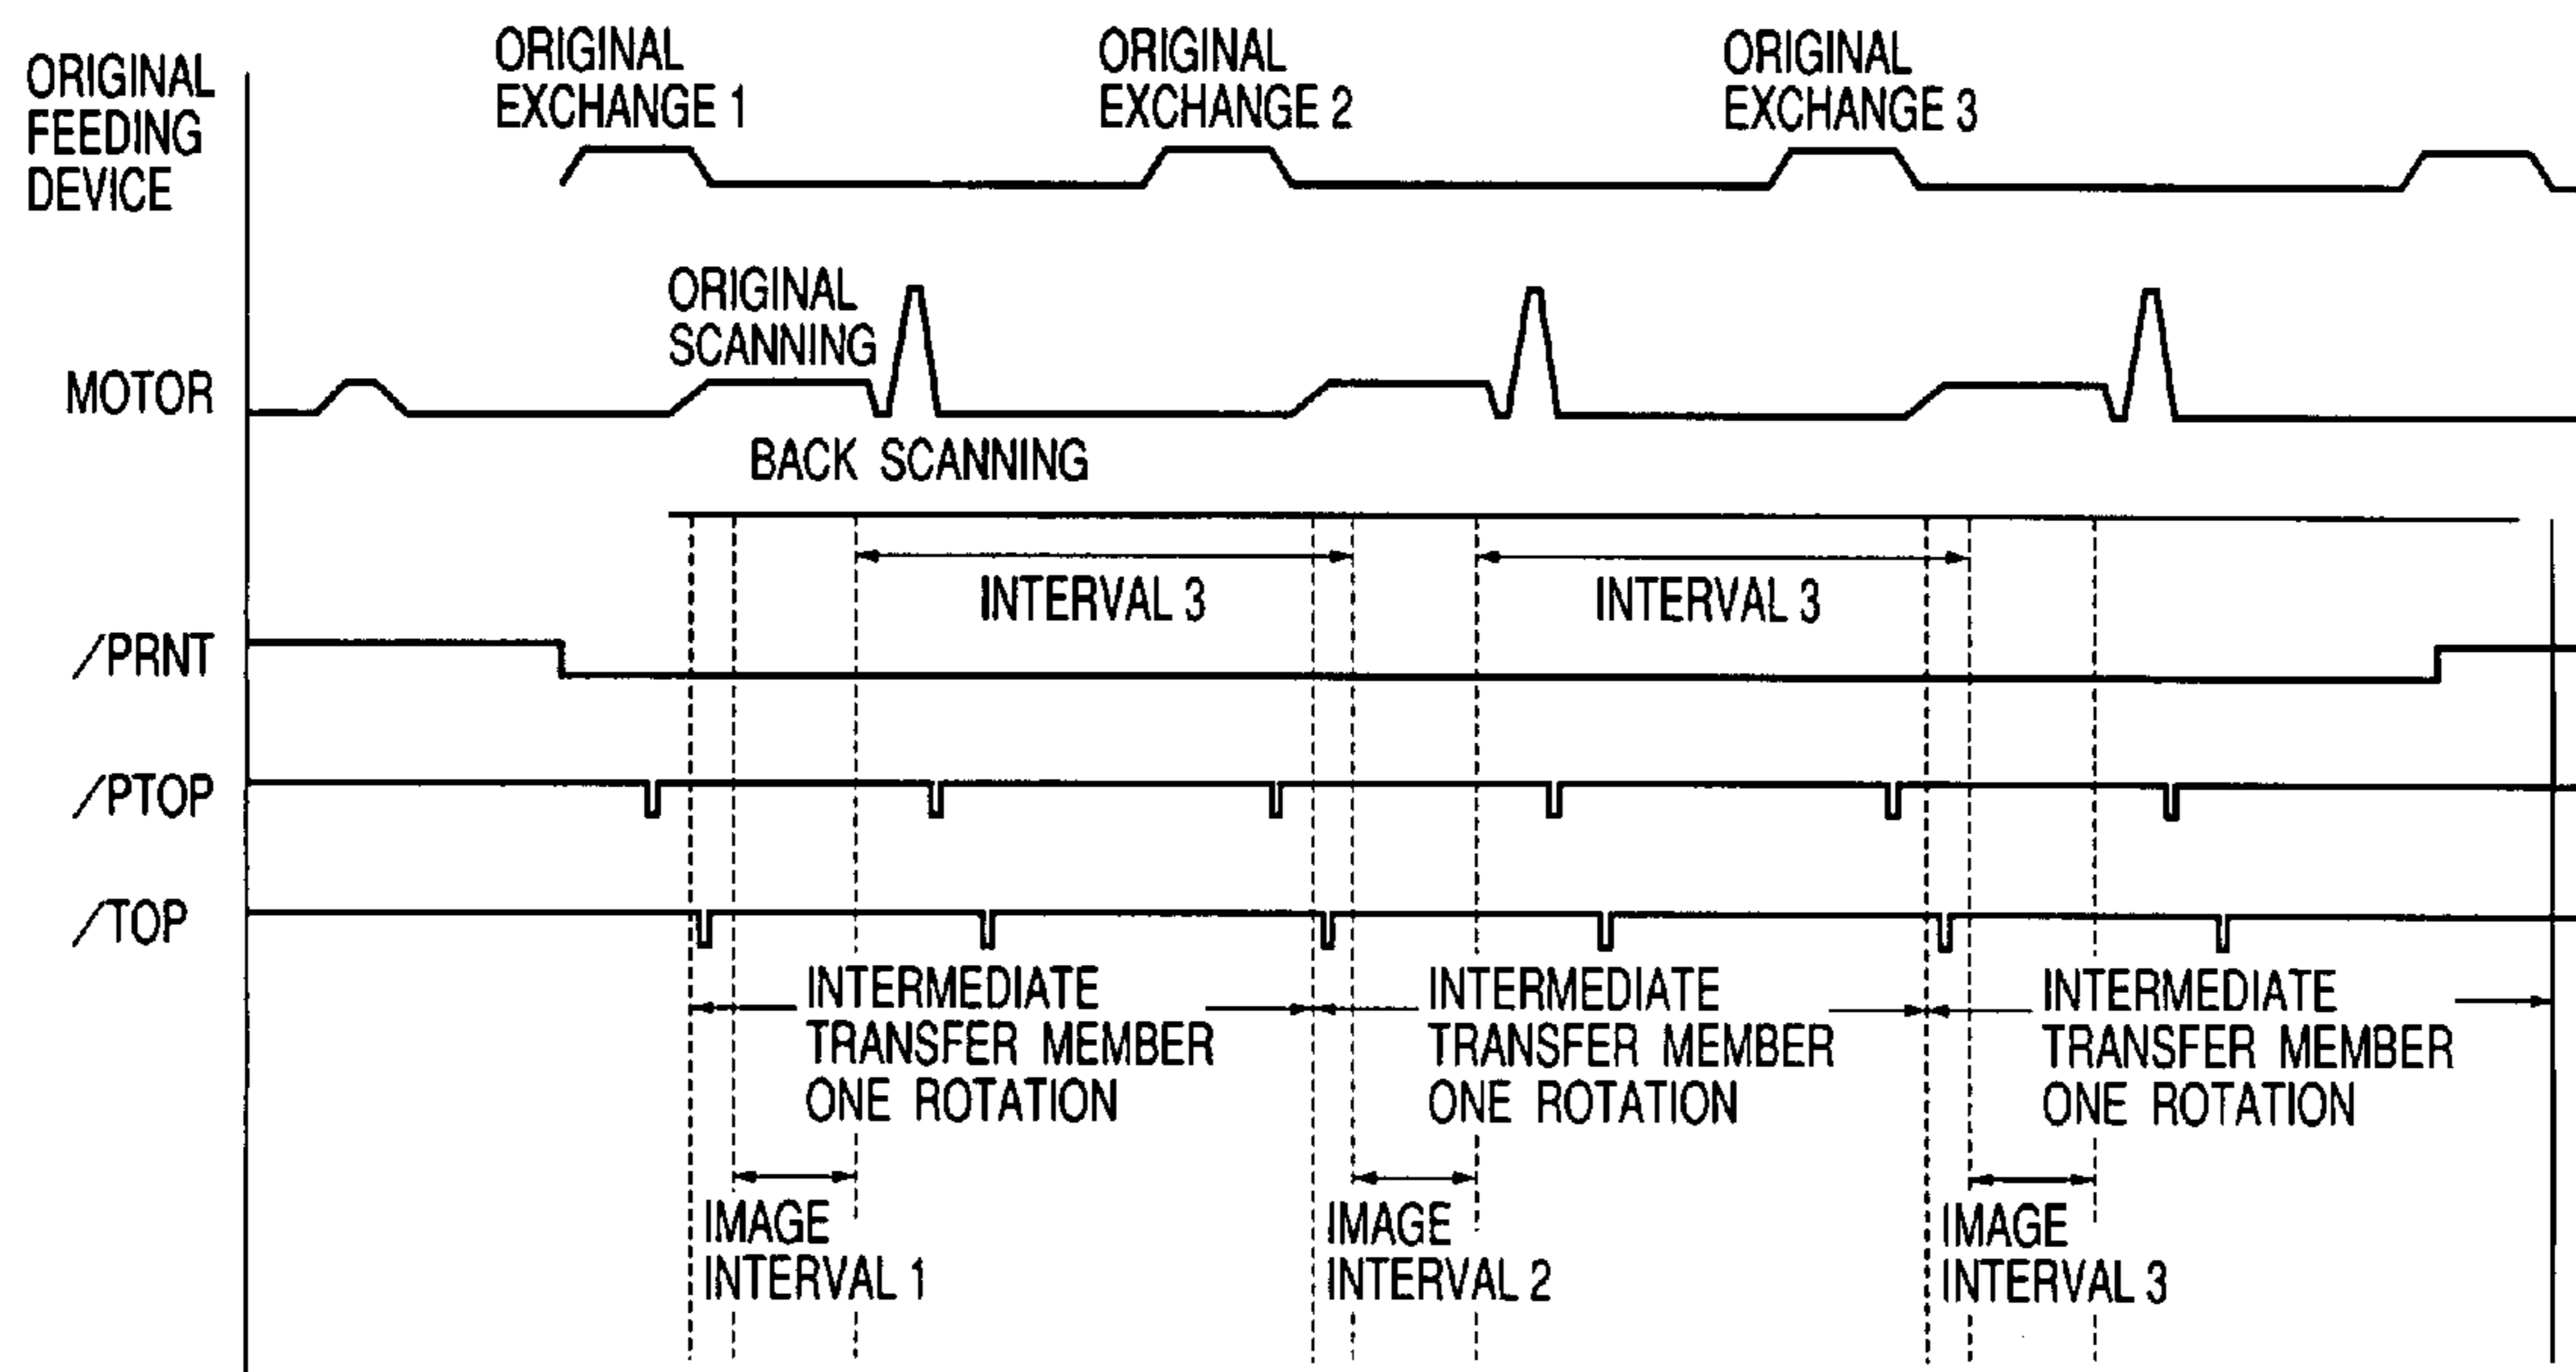 ORIGINAL
FEEDING
DEVICE
ORIGINAL
EXCHANGE 1
ORIGINAL
EXCHANGE 2
ORIGINAL
EXCHANGE 3
MOTOR
ORIGINAL
SCANNING
BACK SCANNING
INTERVAL 3
INTERVAL 3
/PRNT
/PTOP
/TOP
INTERMEDIATE
TRANSFER MEMBER
ONE ROTATION
INTERMEDIATE
TRANSFER MEMBER
ONE ROTATION
INTERMEDIATE
TRANSFER MEMBER
ONE ROTATION
IMAGE
INTERVAL 1
IMAGE
INTERVAL 2
IMAGE
INTERVAL 3